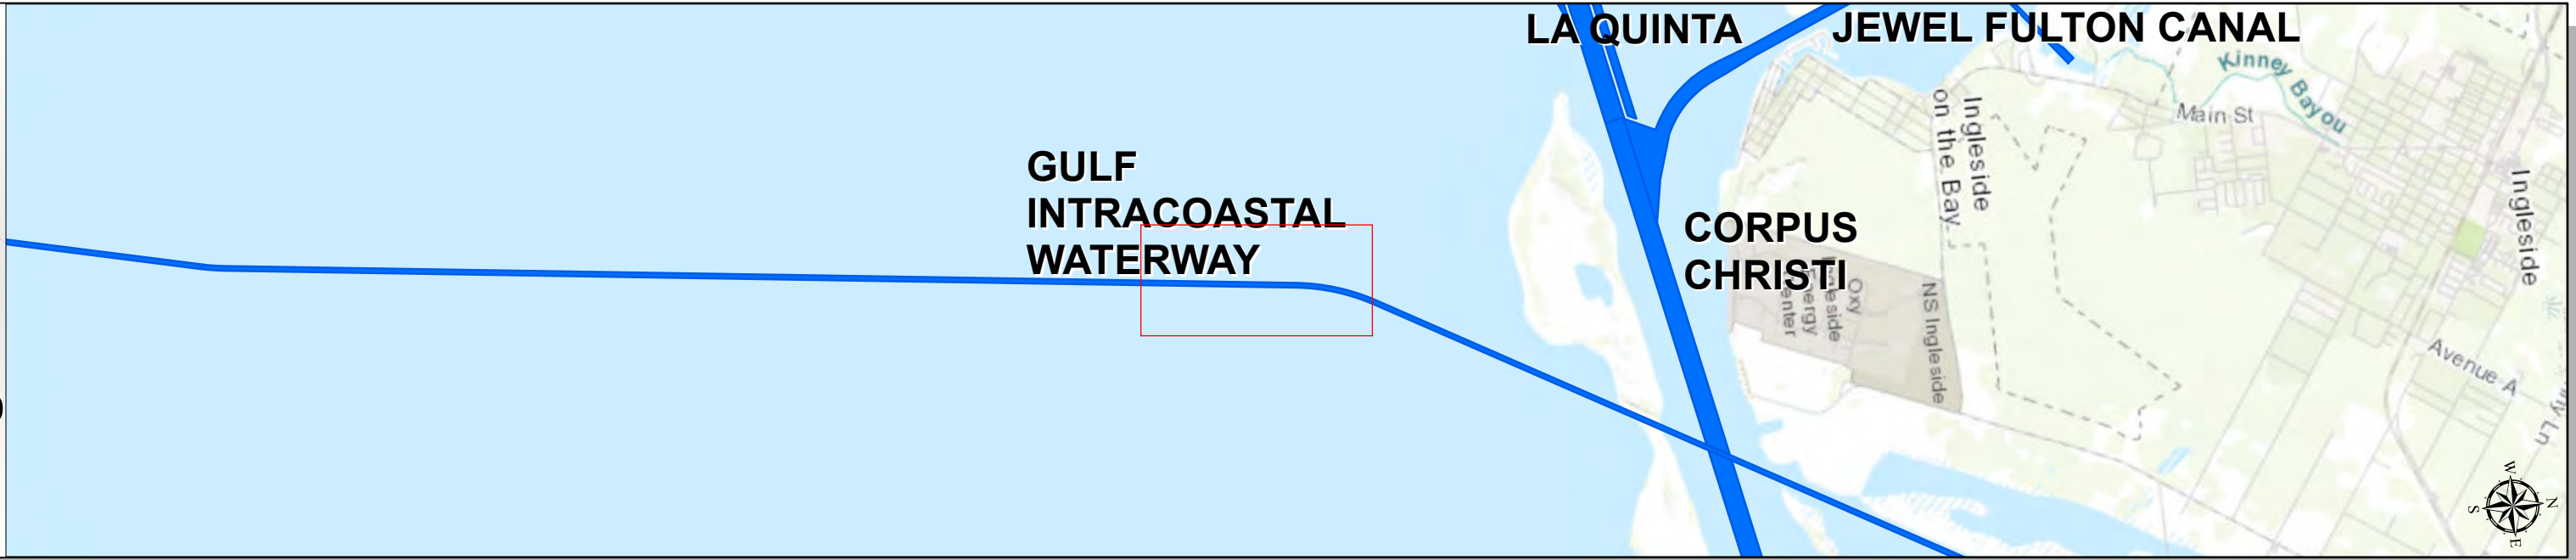 LA QUINTA
JEWEL FULTON CANAL
Kinney Bayou
Main St
Ingleside
on the Bay
GULF
INTRACOASTAL
WATERWAY
CORPUS
CHRISTI
Ingleside
Oxy
Ingleside
Energy
Center
NS Ingleside
Avenue A
W
N
S
E